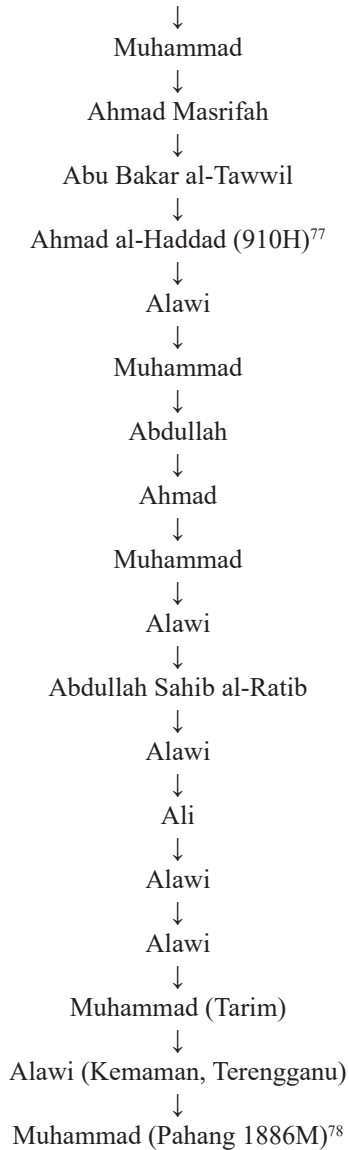 ↓
Muhammad
↓
Ahmad Masrifah
↓
Abu Bakar al-Tawwil
↓
Ahmad al-Haddad (910H)⁷⁷
↓
Alawi
↓
Muhammad
↓
Abdullah
↓
Ahmad
↓
Muhammad
↓
Alawi
↓
Abdullah Sahib al-Ratib
↓
Alawi
↓
Ali
↓
Alawi
↓
Alawi
↓
Muhammad (Tarim)
↓
Alawi (Kemaman, Terengganu)
↓
Muhammad (Pahang 1886M)⁷⁸